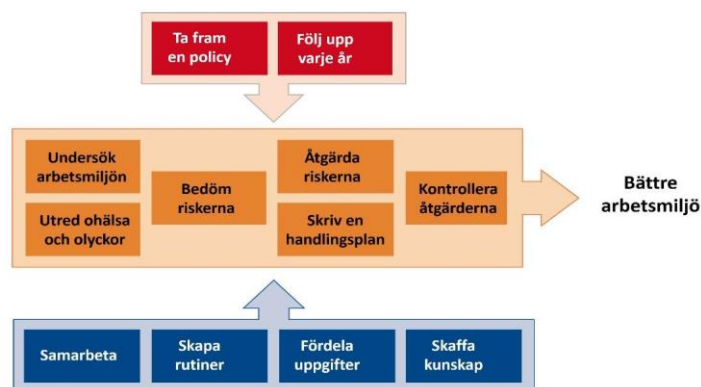 Ta fram
en policy
Följ upp
varje år
Undersök
arbetsmiljön
Utred ohälsa
och olyckor
Bedöm
riskerna
Åtgärda
riskerna
Skriv en
handlingsplan
Kontrollera
åtgärderna
Bättre
arbetsmiljö
Samarbeta
Skapa
rutiner
Fördela
uppgifter
Skaffa
kunskap